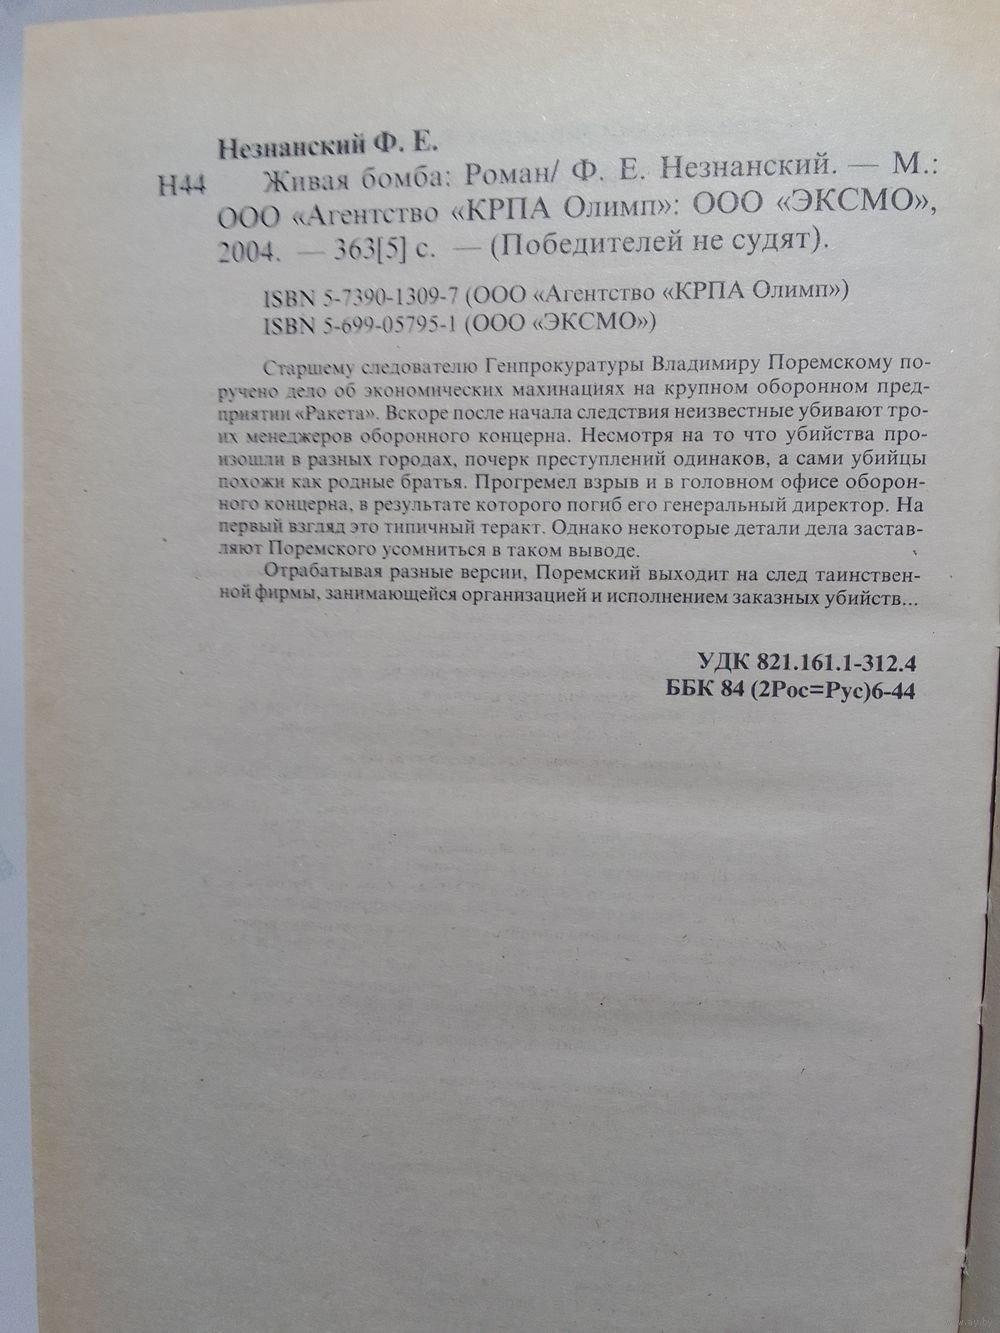 Незнанский Ф. Е.
Н44 Живая бомба: Роман/ Ф. Е. Незнанский. — М.:
ООО «Агентство «КРПА Олимп»: ООО «ЭКСМО»,
2004. — 363[5] с. — (Победителей не судят).
ISBN 5-7390-1309-7 (ООО «Агентство «КРПА Олимп»)
ISBN 5-699-05795-1 (ООО «ЭКСМО»)
Старшему следователю Генпрокуратуры Владимиру Поремскому по-
ручено дело об экономических махинациях на крупном оборонном пред-
приятии «Ракета». Вскоре после начала следствия неизвестные убивают тро-
их менеджеров оборонного концерна. Несмотря на то что убийства про-
изошли в разных городах, почерк преступлений одинаков, а сами убийцы
похожи как родные братья. Прогремел взрыв и в головном офисе оборон-
ного концерна, в результате которого погиб его генеральный директор. На
первый взгляд это типичный теракт. Однако некоторые детали дела застав-
ляют Поремского усомниться в таком выводе.
Отрабатывая разные версии, Поремский выходит на след таинствен-
ной фирмы, занимающейся организацией и исполнением заказных убийств...
УДК 821.161.1-312.4
ББК 84 (2Рос=Рус)6-44
www.ay.by